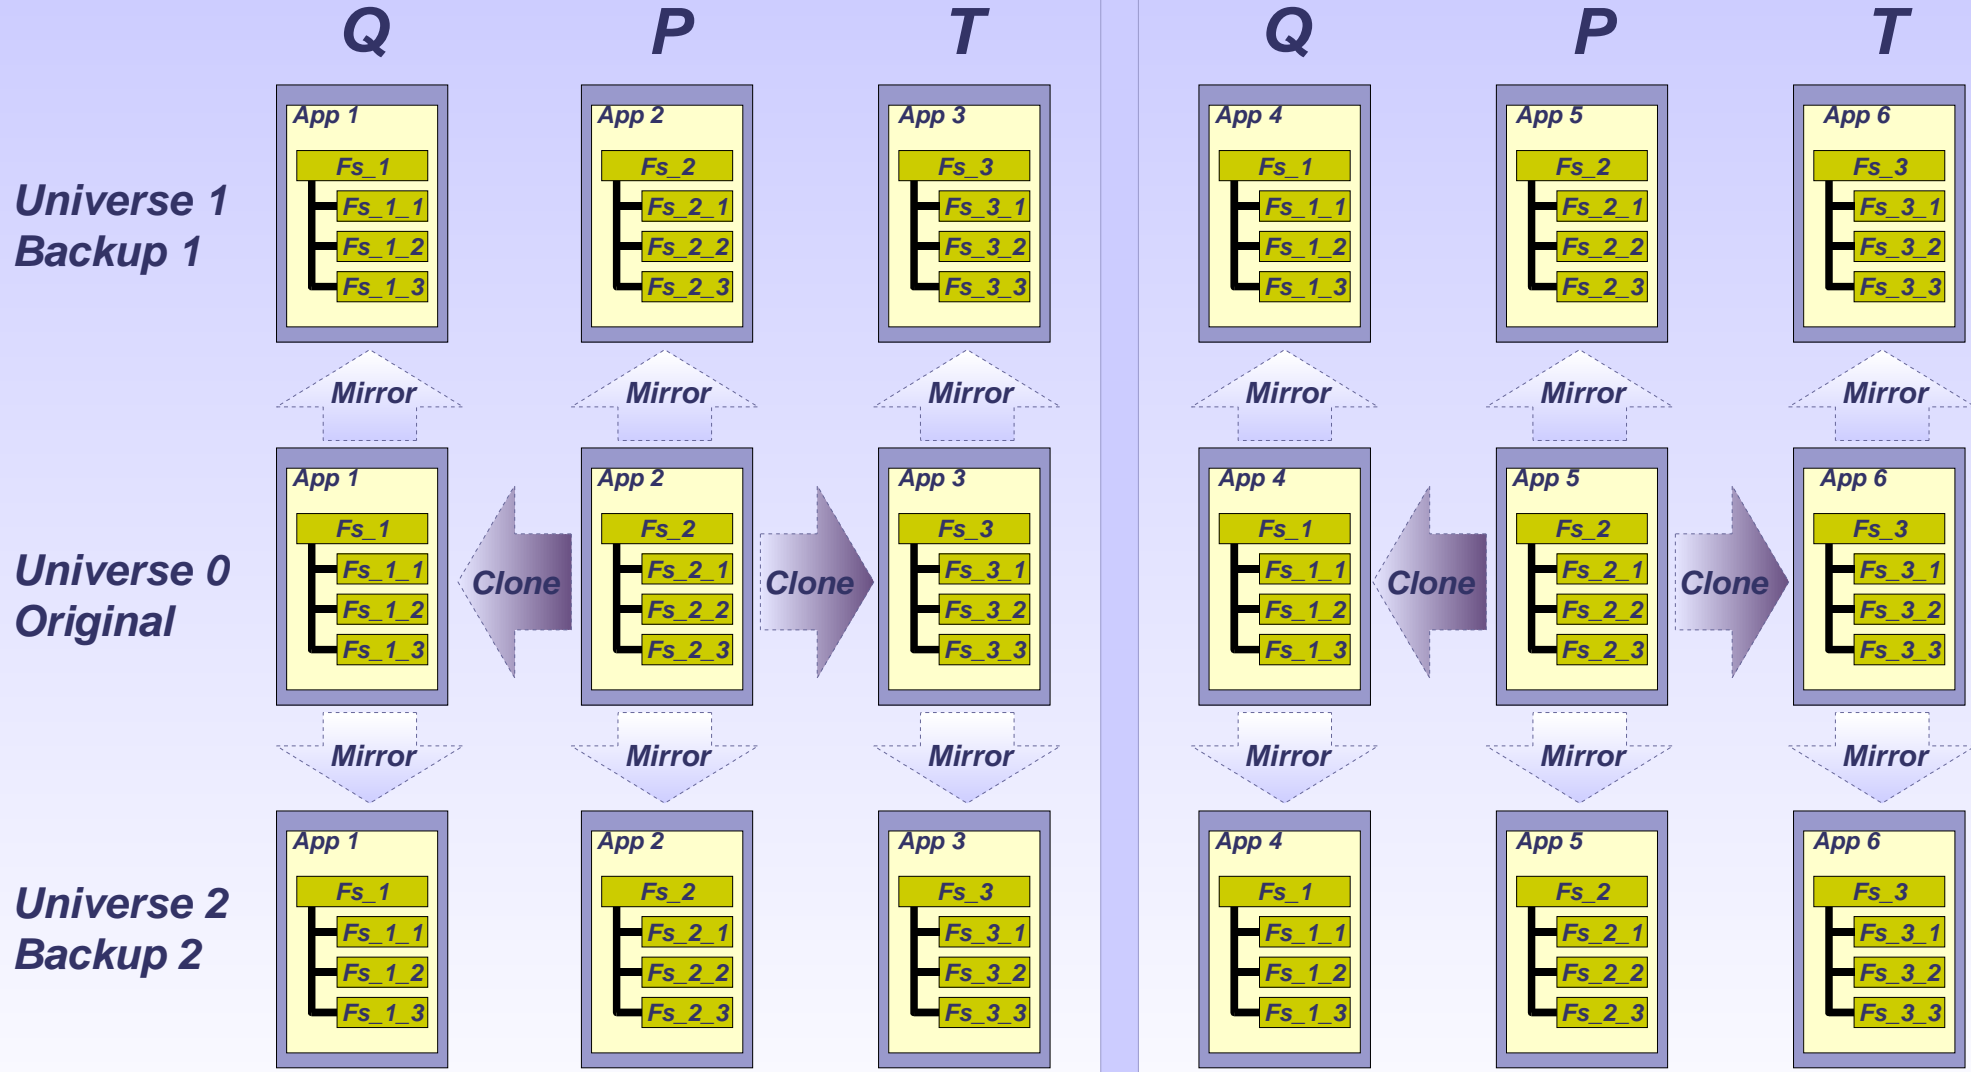 Q P T Q P T
App 1 App 2 App 3 App 4 App 5 App 6
Fs_1 Fs_2 Fs_3 Fs_1 Fs_2 Fs_3
Universe 1
Backup 1
Fs_1_1 Fs_2_1 Fs_3_1 Fs_1_1 Fs_2_1 Fs_3_1
Fs_1_2 Fs_2_2 Fs_3_2 Fs_1_2 Fs_2_2 Fs_3_2
Fs_1_3 Fs_2_3 Fs_3_3 Fs_1_3 Fs_2_3 Fs_3_3
Mirror Mirror Mirror Mirror Mirror Mirror
App 1 App 2 App 3 App 4 App 5 App 6
Fs_1 Fs_2 Fs_3 Fs_1 Fs_2 Fs_3
Universe 0
Original
Fs_1_1 Fs_2_1 Fs_3_1 Fs_1_1 Fs_2_1 Fs_3_1
Clone Clone Clone Clone
Fs_1_2 Fs_2_2 Fs_3_2 Fs_1_2 Fs_2_2 Fs_3_2
Fs_1_3 Fs_2_3 Fs_3_3 Fs_1_3 Fs_2_3 Fs_3_3
Mirror Mirror Mirror Mirror Mirror Mirror
App 1 App 2 App 3 App 4 App 5 App 6
Fs_1 Fs_2 Fs_3 Fs_1 Fs_2 Fs_3
Universe 2
Backup 2
Fs_1_1 Fs_2_1 Fs_3_1 Fs_1_1 Fs_2_1 Fs_3_1
Fs_1_2 Fs_2_2 Fs_3_2 Fs_1_2 Fs_2_2 Fs_3_2
Fs_1_3 Fs_2_3 Fs_3_3 Fs_1_3 Fs_2_3 Fs_3_3